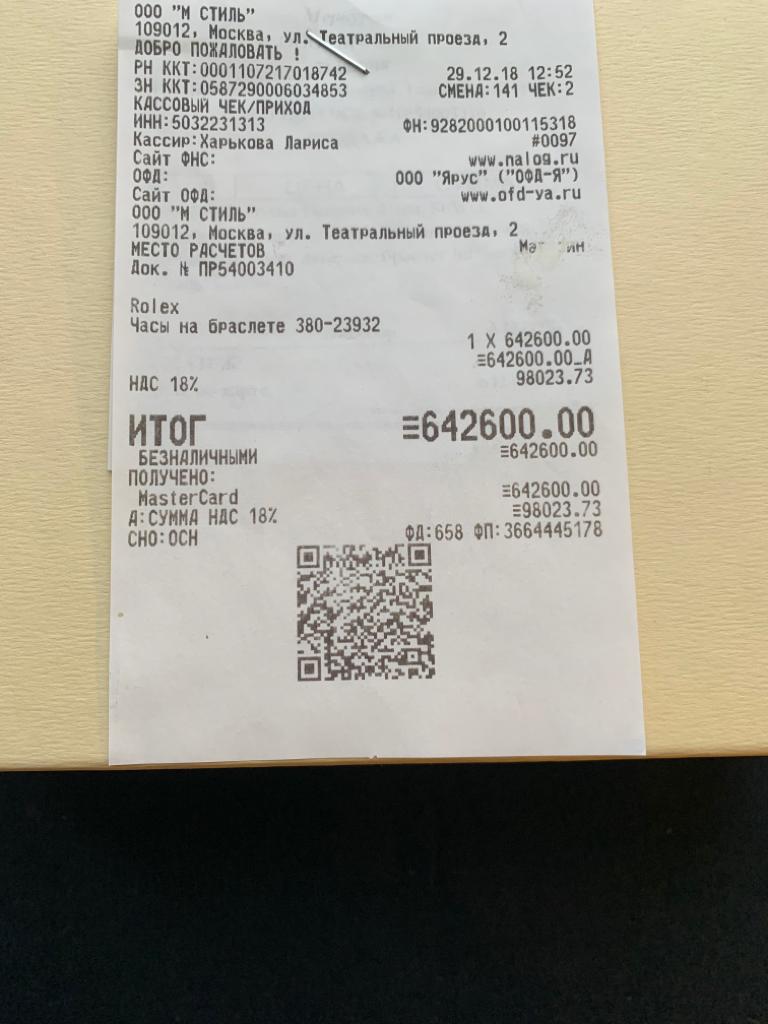 ООО "М СТИЛЬ"
109012, Москва, ул. Театральный проезд, 2
ДОБРО ПОЖАЛОВАТЬ !
РН ККТ:0001107217018742 29.12.18 12:52
ЗН ККТ:0587290006034853 СМЕНА:141 ЧЕК:2
КАССОВЫЙ ЧЕК/ПРИХОД
ИНН:5032231313 ФН:9282000100115318
Кассир:Харькова Лариса #0097
Сайт ФНС: www.nalog.ru
ОФД: ООО "Ярус" ("ОФД-Я")
Сайт ОФД: www.ofd-ya.ru
ООО "М СТИЛЬ"
109012, Москва, ул. Театральный проезд, 2
МЕСТО РАСЧЕТОВ
Док. № ПР54003410
Rolex
Часы на браслете 380-23932
1 X 642600.00
≡642600.00_А
НДС 18% 98023.73
ИТОГ ≡642600.00
БЕЗНАЛИЧНЫМИ ≡642600.00
ПОЛУЧЕНО:
MasterCard ≡642600.00
А:СУММА НДС 18% ≡98023.73
СНО:ОСН ФД:658 ФП:3664445178